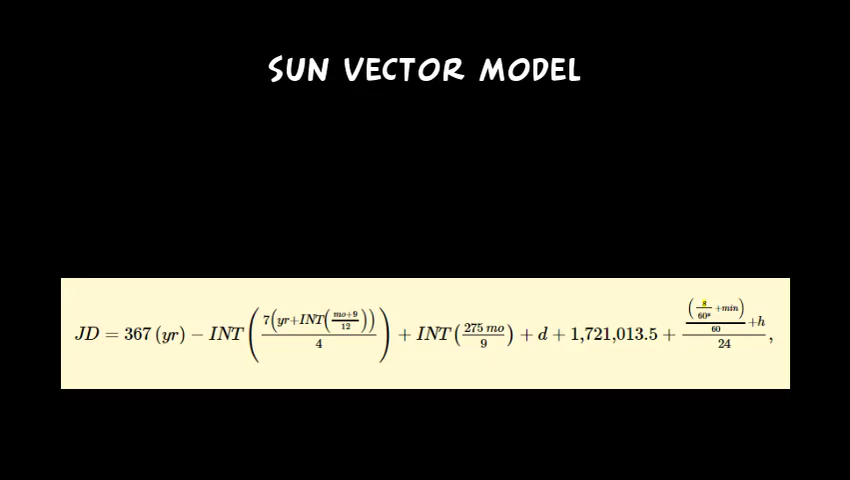 SUN VECTOR MODEL
JD = 367 (yr) − INT ( 7(yr+INT(mo+9/12)) / 4 ) + INT ( 275 mo / 9 ) + d + 1,721,013.5 + ( (s/60* +min) / 60 + h ) / 24 ,